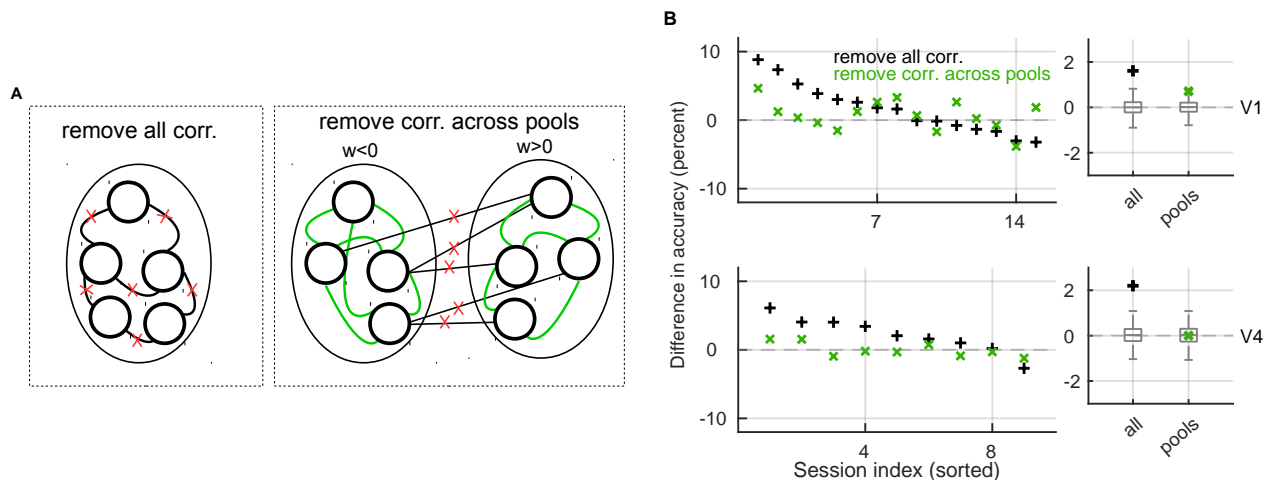 A
remove all corr.
remove corr. across pools
w<0
w>0
B
Difference in accuracy (percent)
10
0
-10
remove all corr.
remove corr. across pools
7
14
2
0
-2
all
pools
V1
10
0
-10
4
8
Session index (sorted)
2
0
-2
all
pools
V4